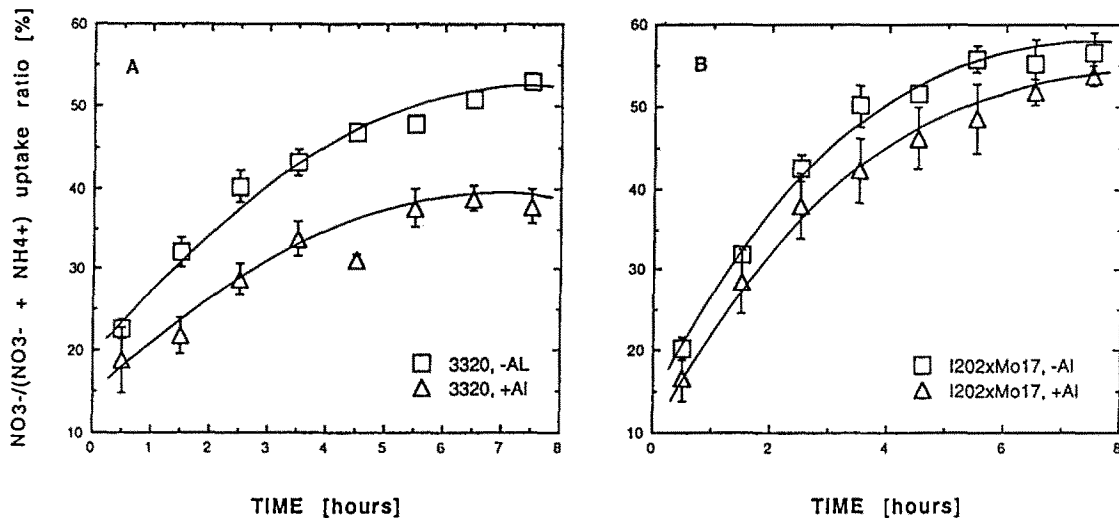 NO3-/(NO3- + NH4+) uptake ratio [%]
60
50
40
30
20
10
A
3320, -AL
3320, +Al
0 1 2 3 4 5 6 7 8
TIME [hours]
60
50
40
30
20
10
B
I202xMo17, -Al
I202xMo17, +Al
0 2 4 6 8
TIME [hours]